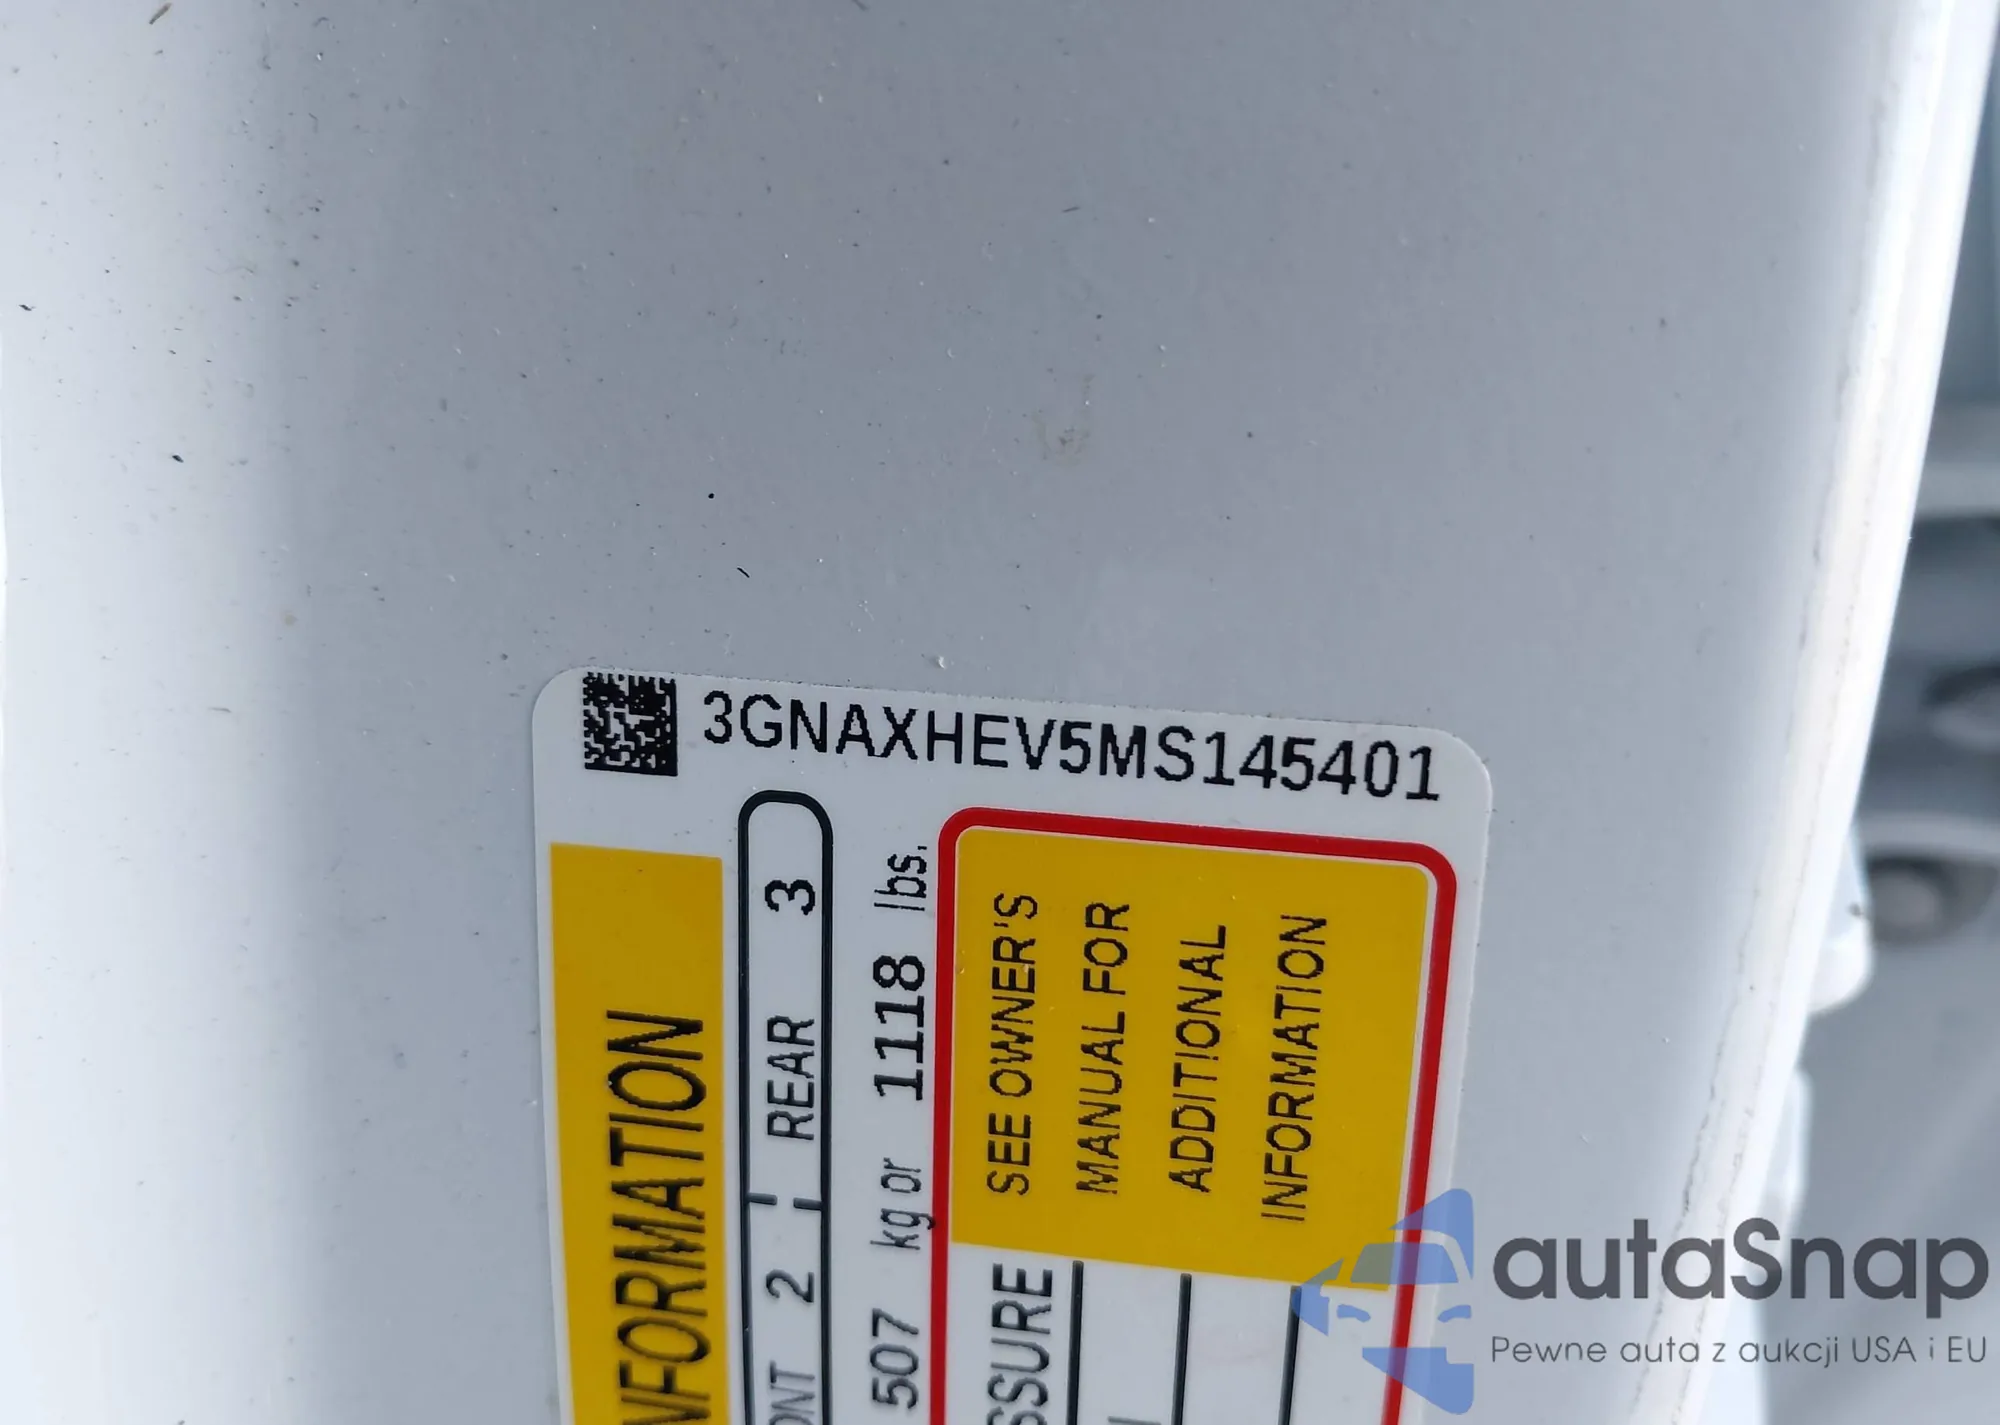 3GNAXHEV5MS145401
INFORMATION
FRONT 2 REAR 3
507 kg or 1118 lbs.
SEE OWNER'S
MANUAL FOR
ADDITIONAL
INFORMATION
autaSnap
Pewne auta z aukcji USA i EU